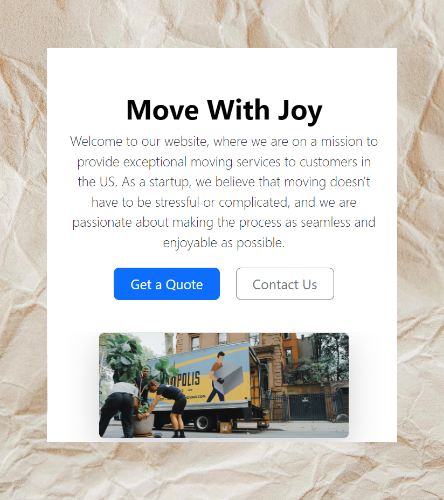 Move With Joy
Welcome to our website, where we are on a mission to
provide exceptional moving services to customers in
the US. As a startup, we believe that moving doesn't
have to be stressful or complicated, and we are
passionate about making the process as seamless and
enjoyable as possible.
Get a Quote
Contact Us
OPOLIS